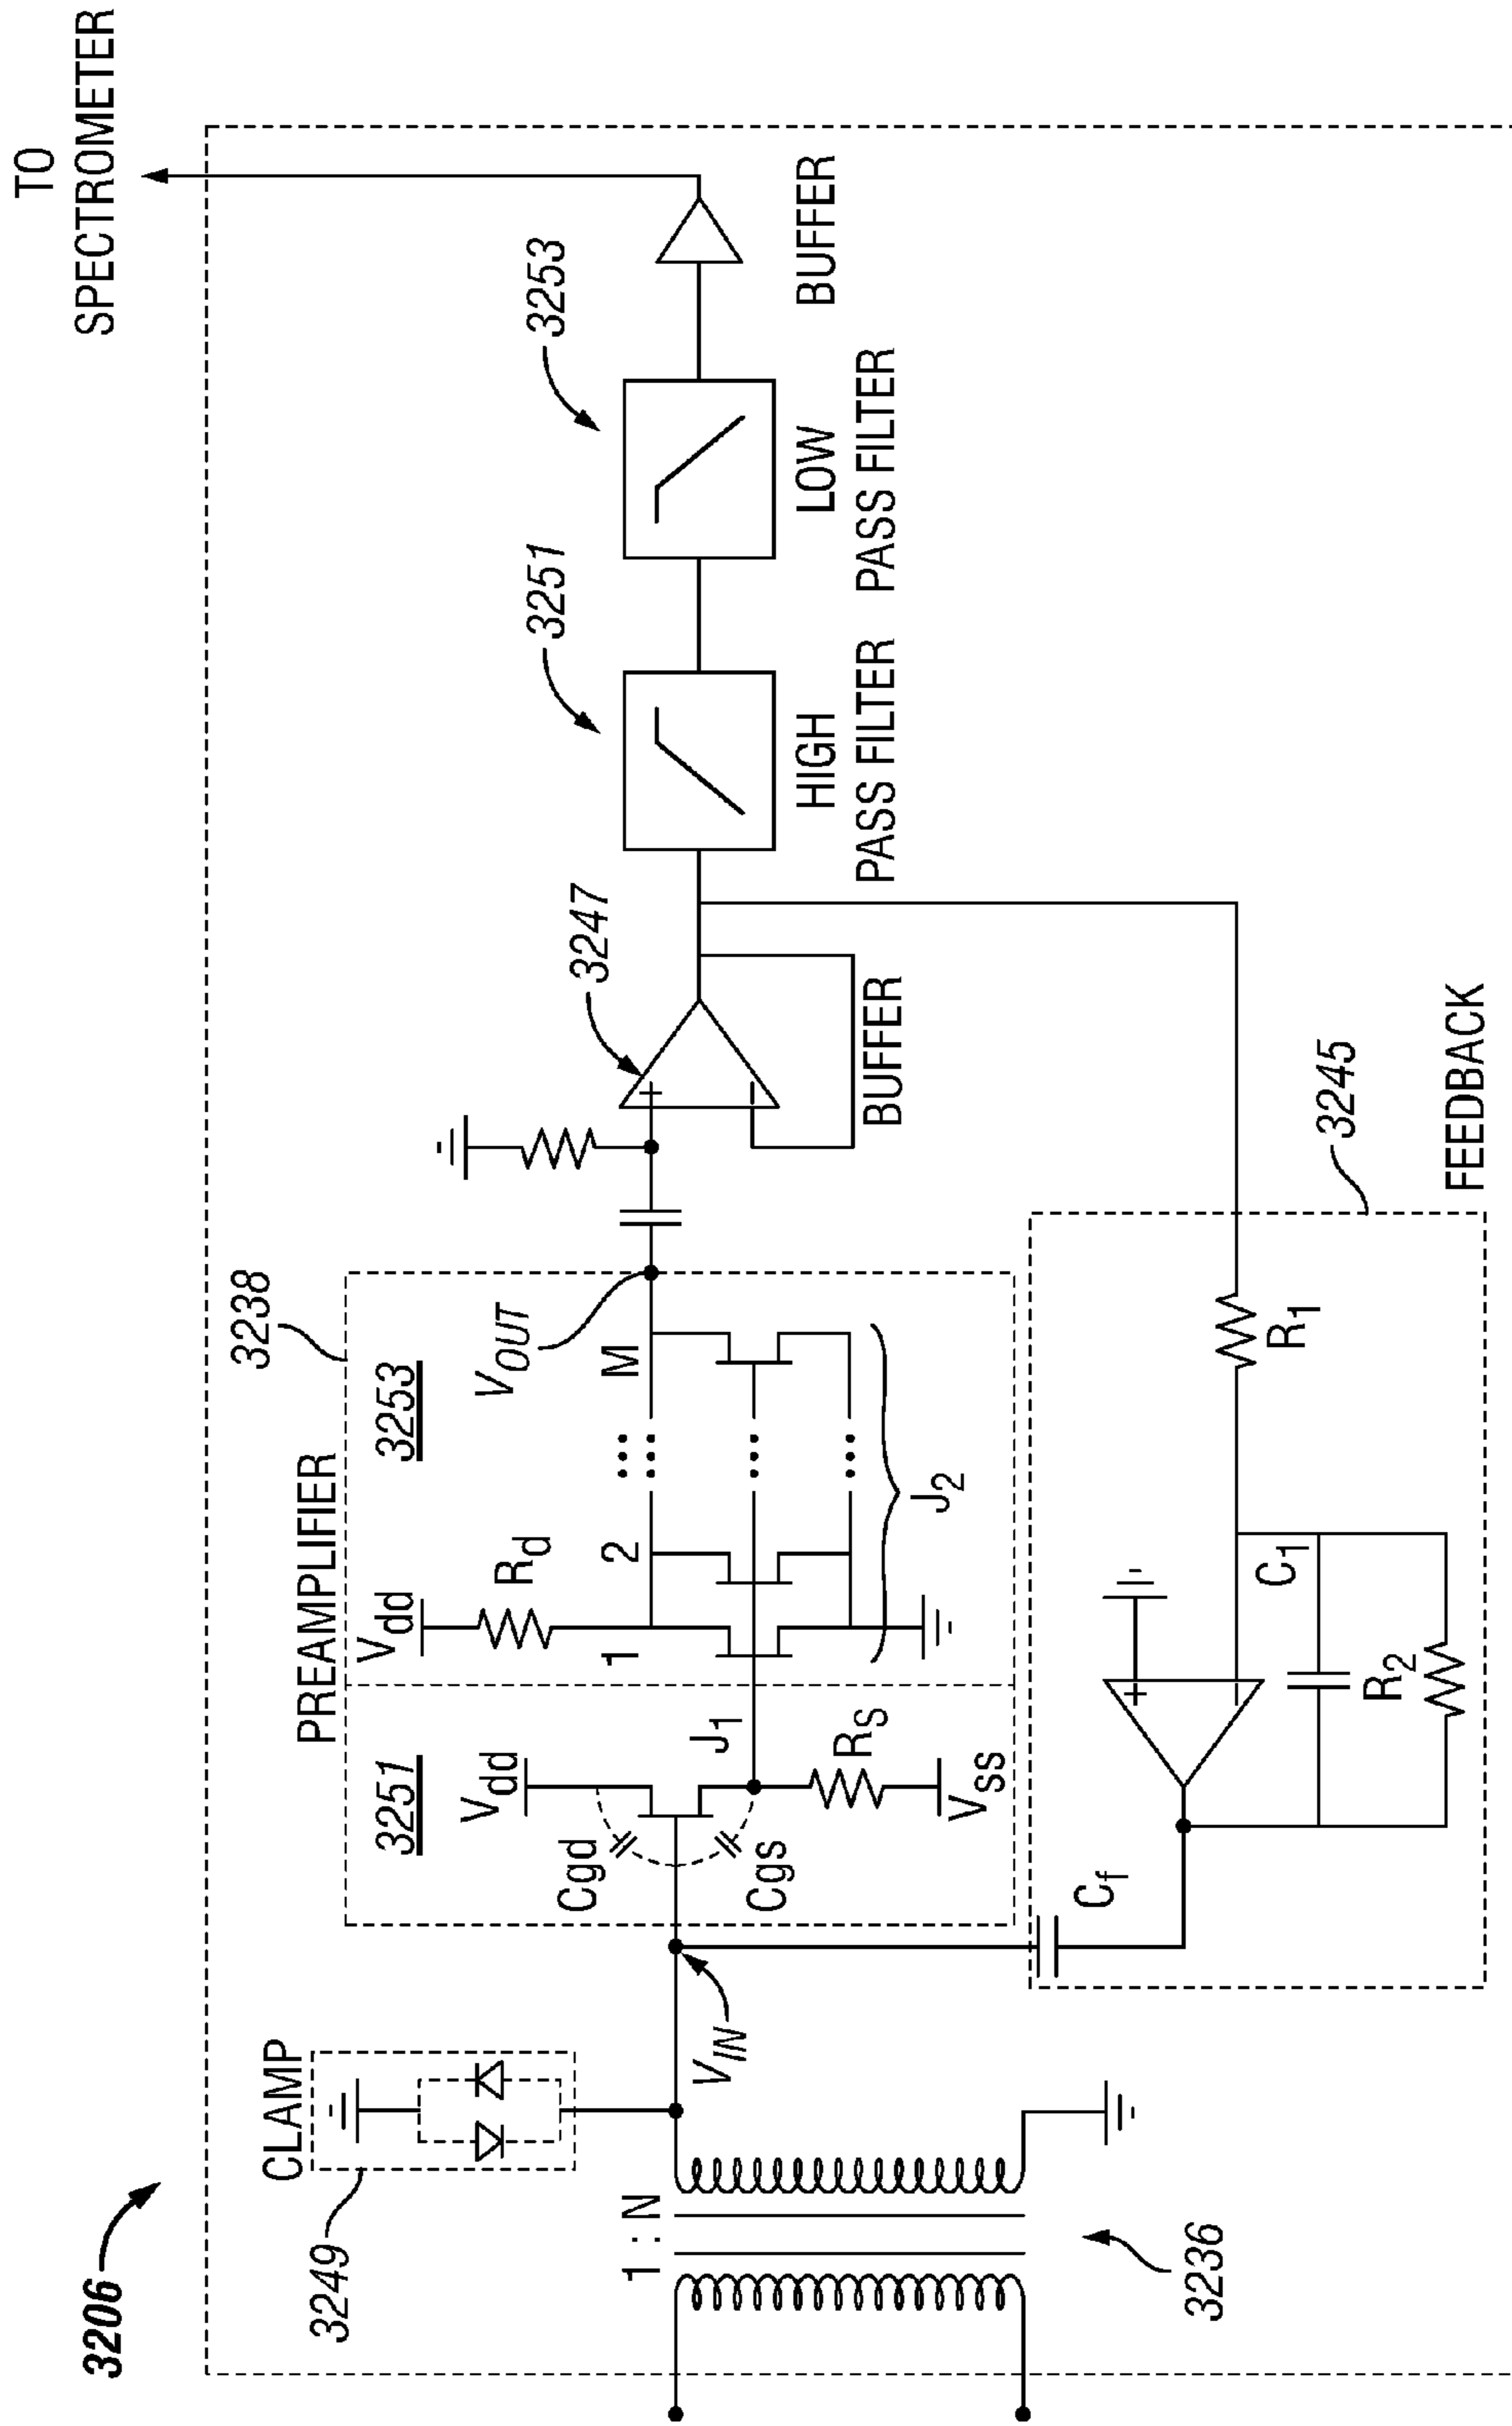 3206
TO
SPECTROMETER
CLAMP
3249
1 : N
3236
V_IN
PREAMPLIFIER
3238
3251
V_dd
Cgd
Cgs
J_1
R_S
V_SS
3253
V_dd
R_d
1
2
M
J_2
V_OUT
+
−
3247
BUFFER
3251
HIGH
PASS FILTER
3253
LOW
PASS FILTER
BUFFER
C_f
+
−
C_1
R_2
R_1
3245
FEEDBACK